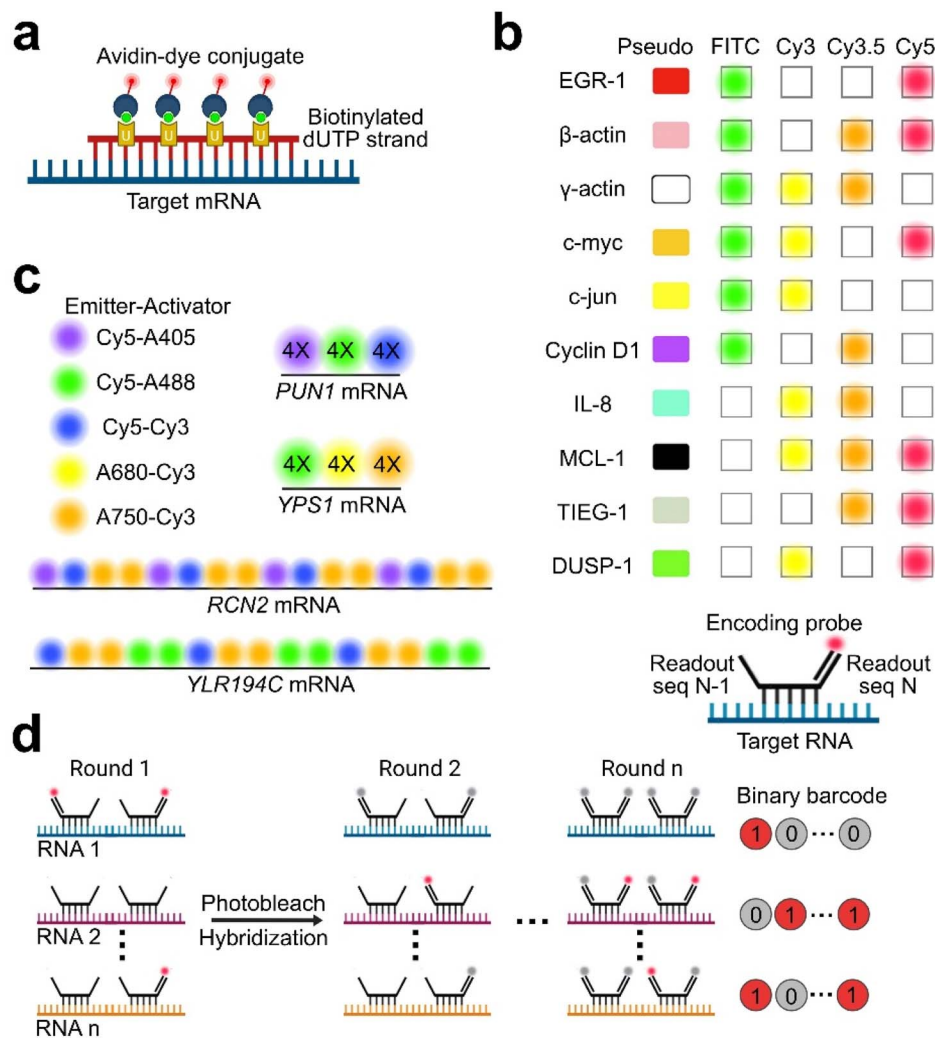 a
Avidin-dye conjugate
U U U U
Biotinylated
dUTP strand
Target mRNA
b
Pseudo FITC Cy3 Cy3.5 Cy5
EGR-1
β-actin
γ-actin
c-myc
c-jun
Cyclin D1
IL-8
MCL-1
TIEG-1
DUSP-1
c
Emitter-Activator
Cy5-A405
Cy5-A488
Cy5-Cy3
A680-Cy3
A750-Cy3
4X 4X 4X
PUN1 mRNA
4X 4X 4X
YPS1 mRNA
RCN2 mRNA
YLR194C mRNA
Encoding probe
Readout
seq N-1
Readout
seq N
Target RNA
d
Round 1 Round 2 Round n
Binary barcode
RNA 1
1 0 ... 0
RNA 2
Photobleach
Hybridization
...
0 1 ... 1
RNA n
1 0 ... 1